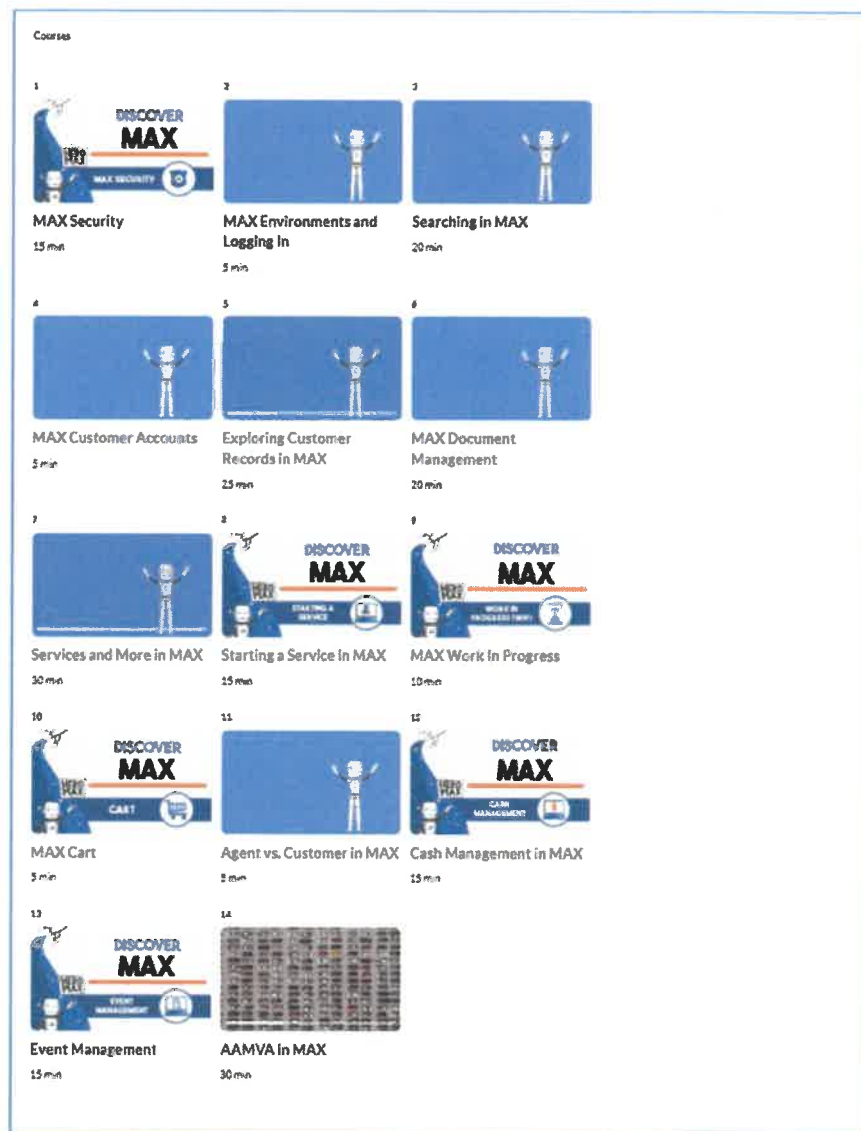 Courses
1
2
3
DISCOVER
MAX
MAX SECURITY
MAX Security
MAX Environments and
Logging In
Searching in MAX
15 min
5 min
20 min
4
5
6
MAX Customer Accounts
Exploring Customer
Records in MAX
MAX Document
Management
5 min
25 min
20 min
7
8
9
DISCOVER
MAX
STARTING A
SERVICE
DISCOVER
MAX
WORK IN
Services and More in MAX
Starting a Service in MAX
MAX Work In Progress
30 min
15 min
10 min
10
11
12
DISCOVER
MAX
CART
DISCOVER
MAX
CASH
MANAGEMENT
MAX Cart
Agent vs. Customer in MAX
Cash Management in MAX
5 min
5 min
15 min
13
14
DISCOVER
MAX
EVENT
MANAGEMENT
Event Management
AAMVA in MAX
15 min
30 min